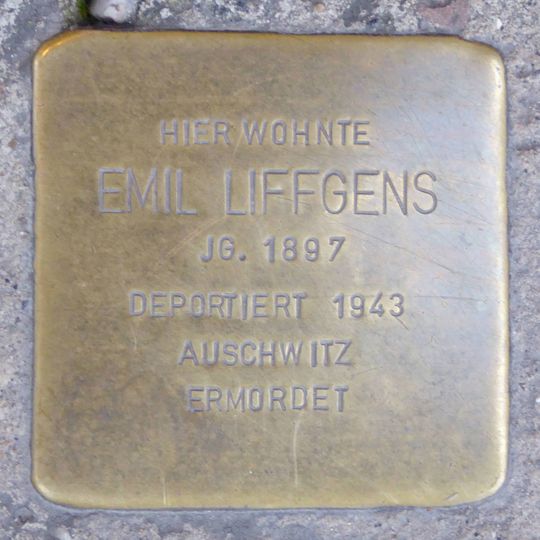 HIER WOHNTE
EMIL LIFFGENS
JG. 1897
DEPORTIERT 1943
AUSCHWITZ
ERMORDET